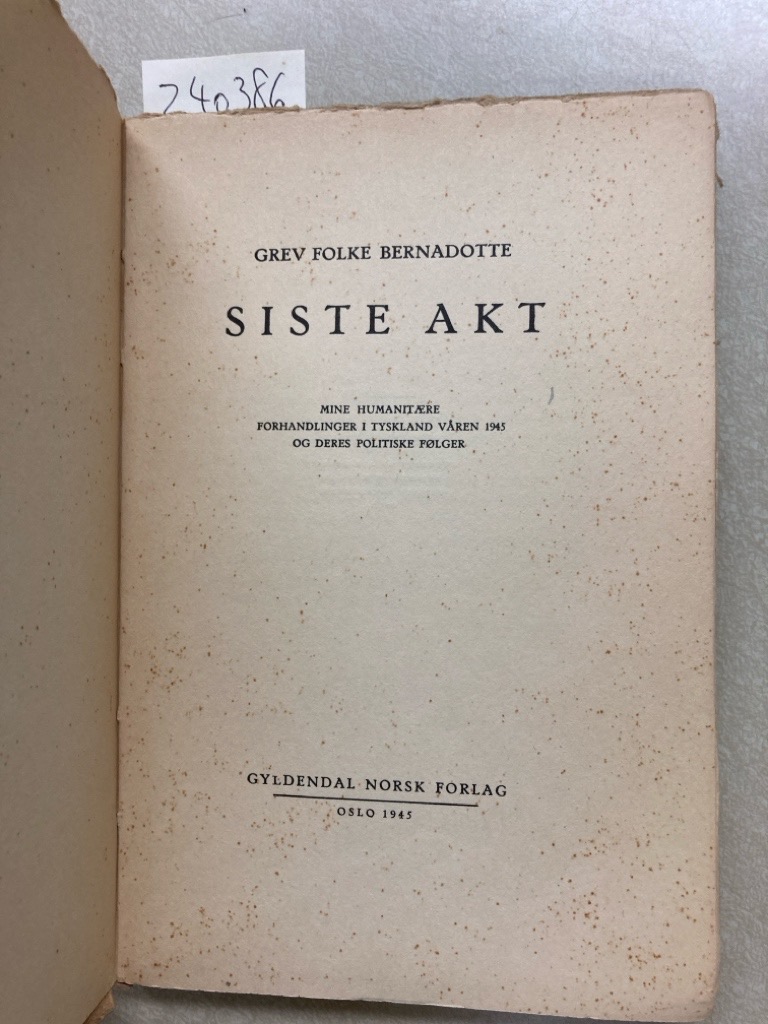 240386
GREV FOLKE BERNADOTTE
SISTE AKT
MINE HUMANITÆRE
FORHANDLINGER I TYSKLAND VÅREN 1945
OG DERES POLITISKE FØLGER
GYLDENDAL NORSK FORLAG
OSLO 1945